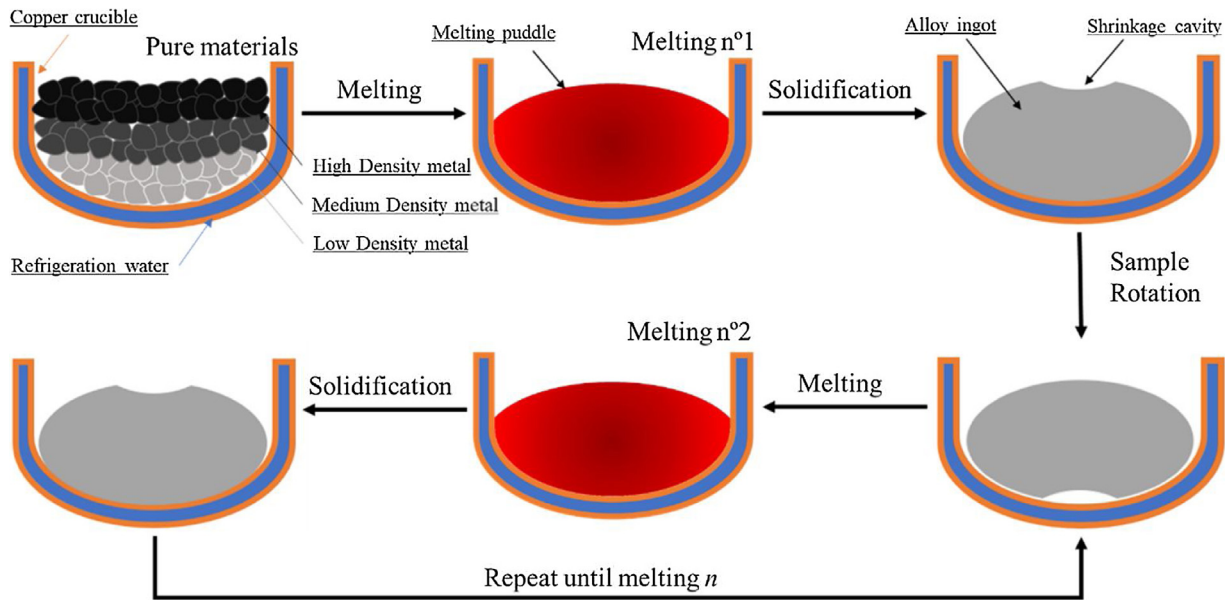 Copper crucible
Pure materials
Melting
High Density metal
Medium Density metal
Low Density metal
Refrigeration water
Melting puddle
Melting nº1
Solidification
Alloy ingot
Shrinkage cavity
Sample
Rotation
Melting
Melting nº2
Solidification
Repeat until melting n